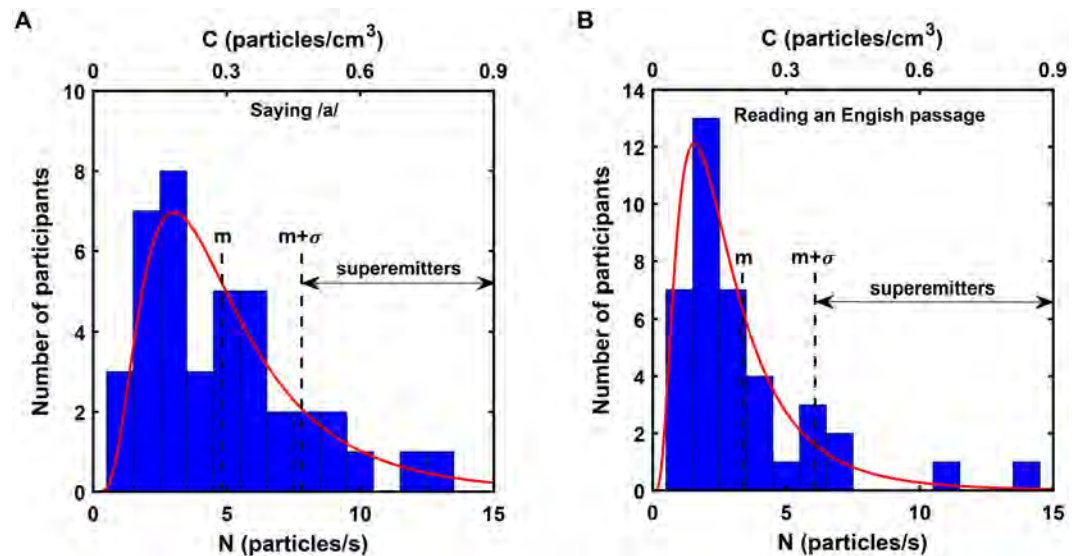 A
C (particles/cm³)
0 0.3 0.6 0.9
Saying /a/
10
8
6
4
2
0
Number of participants
m
m+σ
superemitters
0 5 10 15
N (particles/s)
B
C (particles/cm³)
0 0.3 0.6 0.9
Reading an Engish passage
14
12
10
8
6
4
2
0
Number of participants
m
m+σ
superemitters
0 5 10 15
N (particles/s)